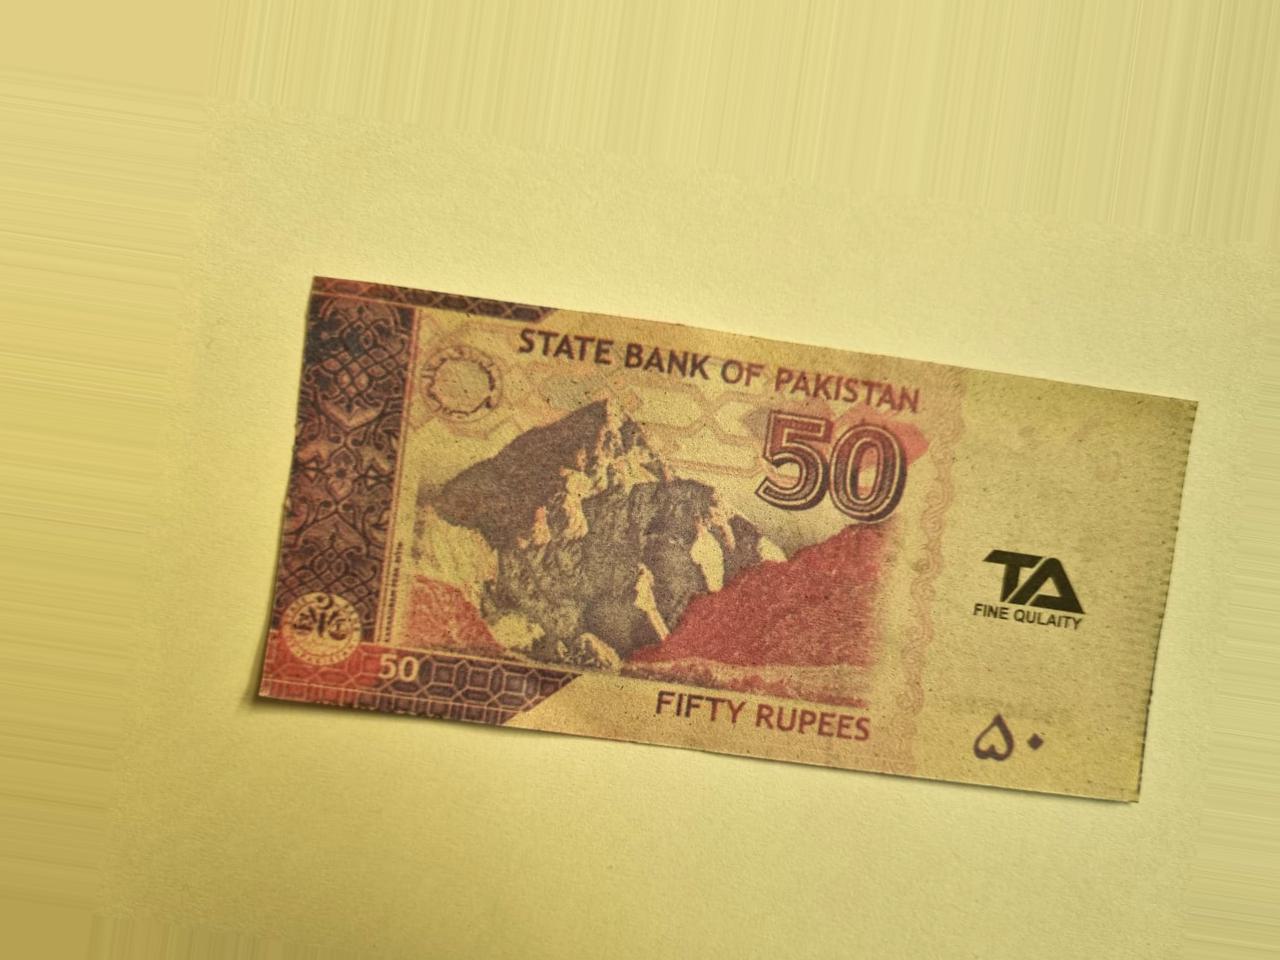 STATE BANK OF PAKISTAN
50
TA
FINE QULAITY
50
FIFTY RUPEES
۵۰